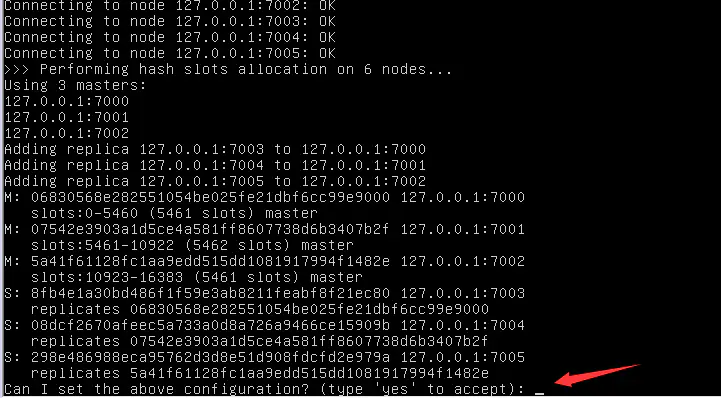 Connecting to node 127.0.0.1:7002: OK
Connecting to node 127.0.0.1:7003: OK
Connecting to node 127.0.0.1:7004: OK
Connecting to node 127.0.0.1:7005: OK
>>> Performing hash slots allocation on 6 nodes...
Using 3 masters:
127.0.0.1:7000
127.0.0.1:7001
127.0.0.1:7002
Adding replica 127.0.0.1:7003 to 127.0.0.1:7000
Adding replica 127.0.0.1:7004 to 127.0.0.1:7001
Adding replica 127.0.0.1:7005 to 127.0.0.1:7002
M: 06830568e282551054be025fe21dbf6cc99e9000 127.0.0.1:7000
slots:0-5460 (5461 slots) master
M: 07542e3903a1d5ce4a581ff8607738d6b3407b2f 127.0.0.1:7001
slots:5461-10922 (5462 slots) master
M: 5a41f61128fc1aa9edd515dd1081917994f1482e 127.0.0.1:7002
slots:10923-16383 (5461 slots) master
S: 8fb4e1a30bd486f1f59e3ab8211feabf8f21ec80 127.0.0.1:7003
replicates 06830568e282551054be025fe21dbf6cc99e9000
S: 08dcf2670afeec5a733a0d8a726a9466ce15909b 127.0.0.1:7004
replicates 07542e3903a1d5ce4a581ff8607738d6b3407b2f
S: 298e486988eca95762d3d8e51d908fdcfd2e979a 127.0.0.1:7005
replicates 5a41f61128fc1aa9edd515dd1081917994f1482e
Can I set the above configuration? (type 'yes' to accept): _